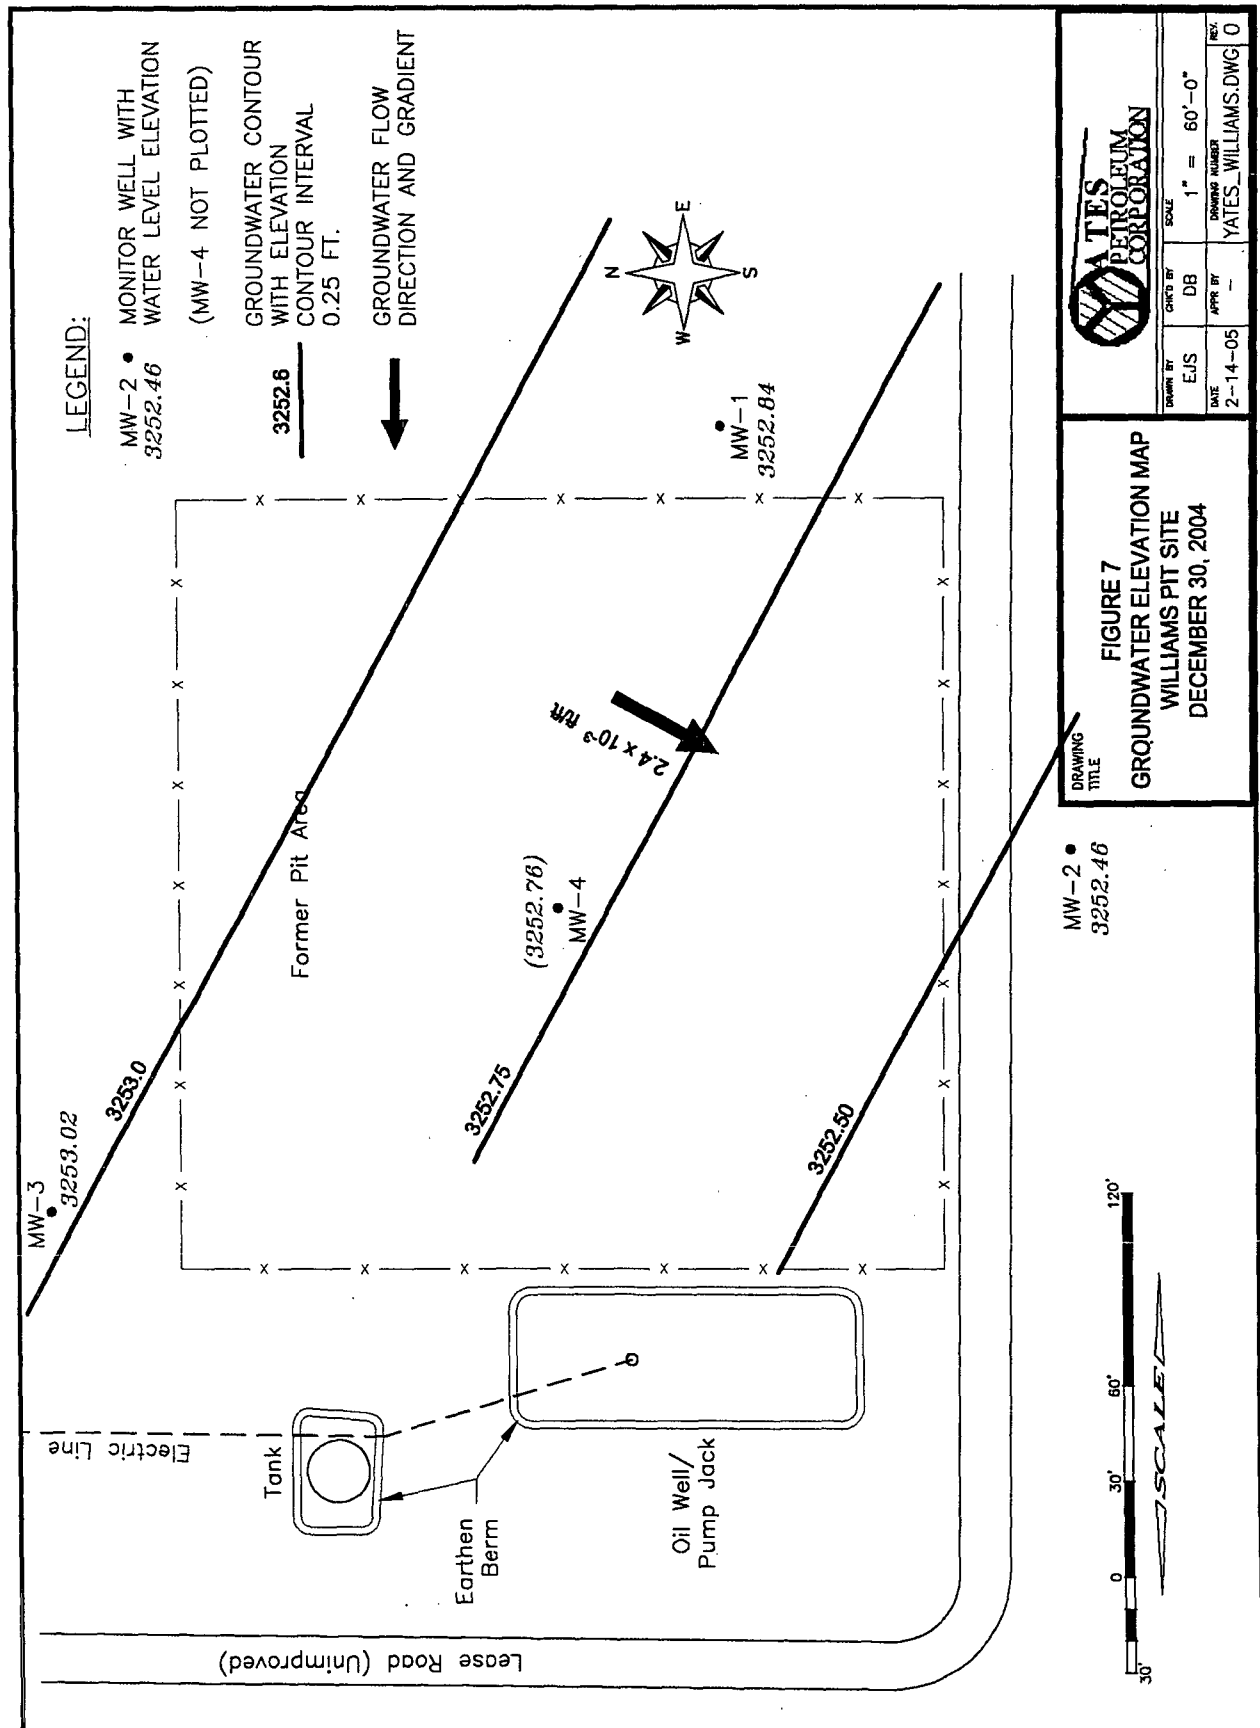 LEGEND:
MW-2 MONITOR WELL WITH
3252.46 WATER LEVEL ELEVATION
(MW-4 NOT PLOTTED)
3252.6 GROUNDWATER CONTOUR
WITH ELEVATION
CONTOUR INTERVAL
0.25 FT.
GROUNDWATER FLOW
DIRECTION AND GRADIENT
N
E
S
W
MW-3
3253.02
3253.0
Electric Line
Tank
Former Pit Area
Earthen
Berm
Oil Well/
Pump Jack
Lease Road (Unimproved)
3252.75
(3252.76)
MW-4
2.4 x 10-3 ft/ft
MW-1
3252.84
3252.50
MW-2
3252.46
30' 0 30' 60' 120'
SCALE
DRAWING
TITLE
FIGURE 7
GROUNDWATER ELEVATION MAP
WILLIAMS PIT SITE
DECEMBER 30, 2004
YATES
PETROLEUM
CORPORATION
DRAWN BY CHK'D BY SCALE
EJS DB 1" = 60'-0"
DATE APPR BY DRAWING NUMBER REV.
2-14-05 - YATES_WILLIAMS.DWG 0